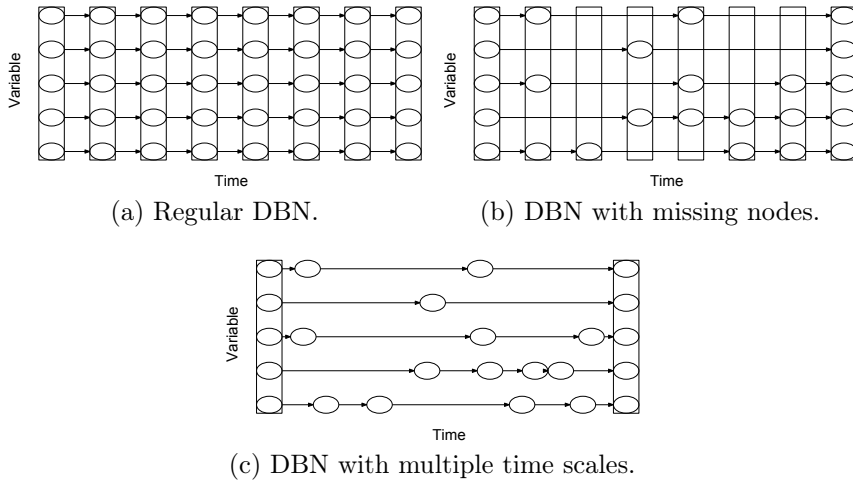 Variable
Time
(a) Regular DBN.
Variable
Time
(b) DBN with missing nodes.
Variable
Time
(c) DBN with multiple time scales.